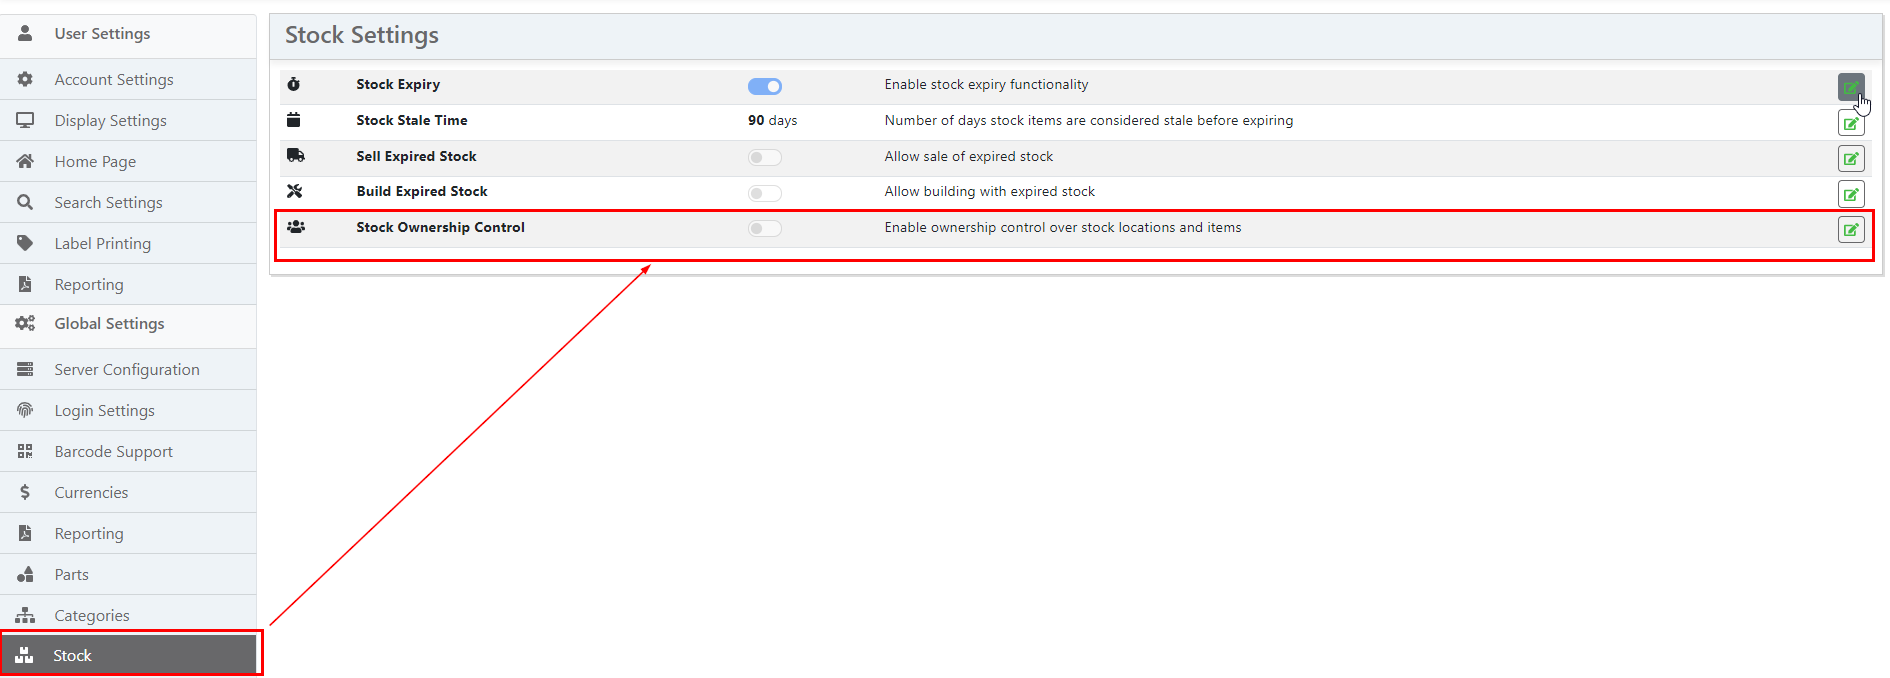 User Settings
Account Settings
Display Settings
Home Page
Search Settings
Label Printing
Reporting
Global Settings
Server Configuration
Login Settings
Barcode Support
Currencies
Reporting
Parts
Categories
Stock
Stock Settings
Stock Expiry Enable stock expiry functionality
Stock Stale Time 90 days Number of days stock items are considered stale before expiring
Sell Expired Stock Allow sale of expired stock
Build Expired Stock Allow building with expired stock
Stock Ownership Control Enable ownership control over stock locations and items